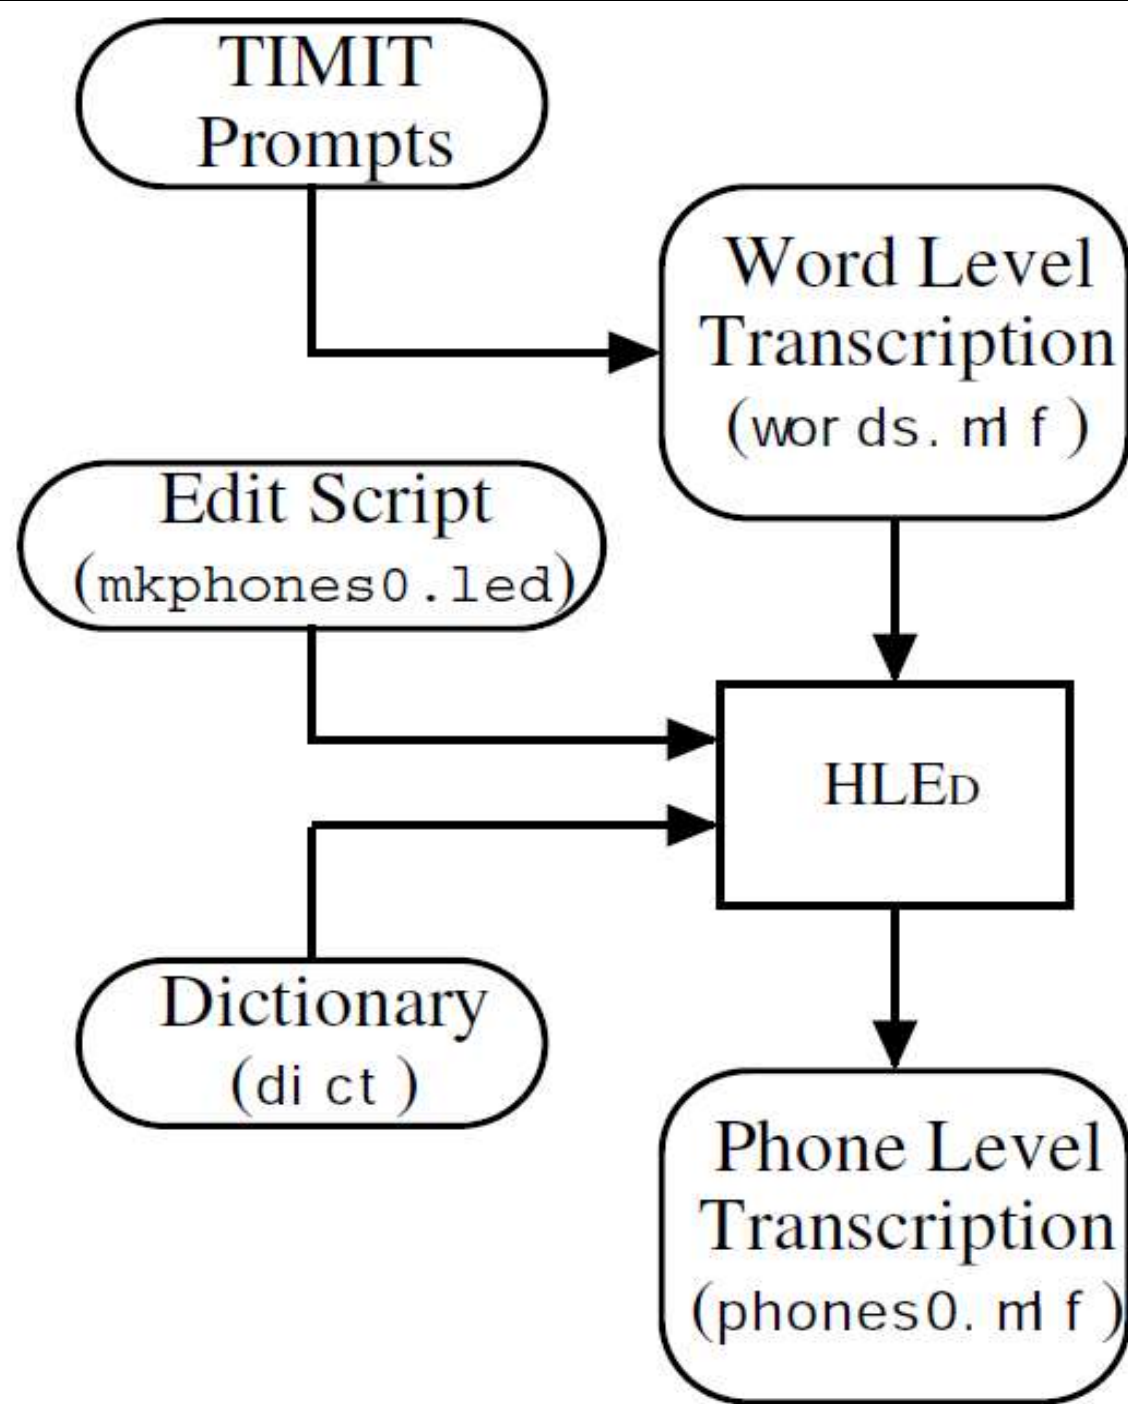 TIMIT
Prompts
Word Level
Transcription
(words.mlf)
Edit Script
(mkphones0.led)
HLED
Dictionary
(dict)
Phone Level
Transcription
(phones0.mlf)